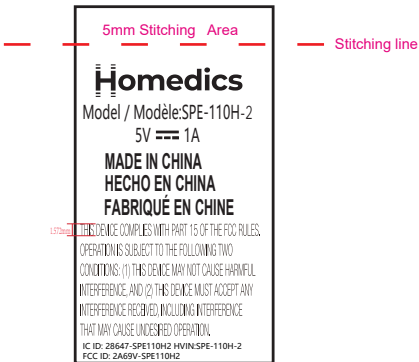 5mm Stitching Area
Stitching line
Homedics
Model / Modèle:SPE-110H-2
5V 1A
MADE IN CHINA
HECHO EN CHINA
FABRIQUÉ EN CHINE
1.572mm
THIS DEVICE COMPLIES WITH PART 15 OF THE FCC RULES.
OPERATION IS SUBJECT TO THE FOLLOWING TWO
CONDITIONS: (1) THIS DEVICE MAY NOT CAUSE HARMFUL
INTERFERENCE, AND (2) THIS DEVICE MUST ACCEPT ANY
INTERFERENCE RECEIVED, INCLUDING INTERFERENCE
THAT MAY CAUSE UNDESIRED OPERATION.
IC ID: 28647-SPE110H2 HVIN:SPE-110H-2
FCC ID: 2A69V-SPE110H2